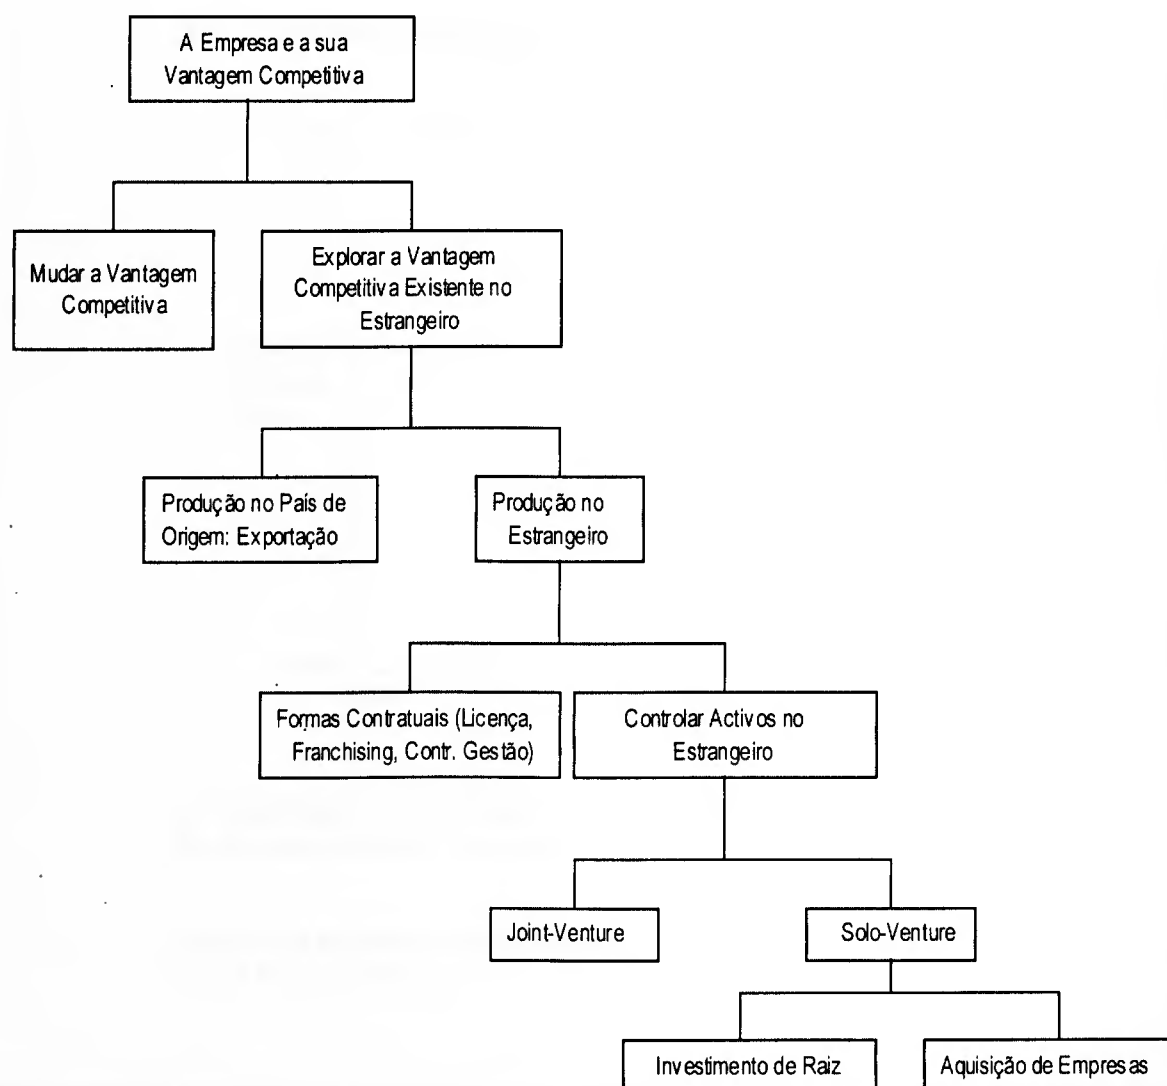 A Empresa e a sua
Vantagem Competitiva
Mudar a Vantagem
Competitiva
Explorar a Vantagem
Competitiva Existente no
Estrangeiro
Produção no País de
Origem: Exportação
Produção no
Estrangeiro
Formas Contratuais (Licença,
Franchising, Contr. Gestão)
Controlar Activos no
Estrangeiro
Joint-Venture
Solo-Venture
Investimento de Raiz
Aquisição de Empresas